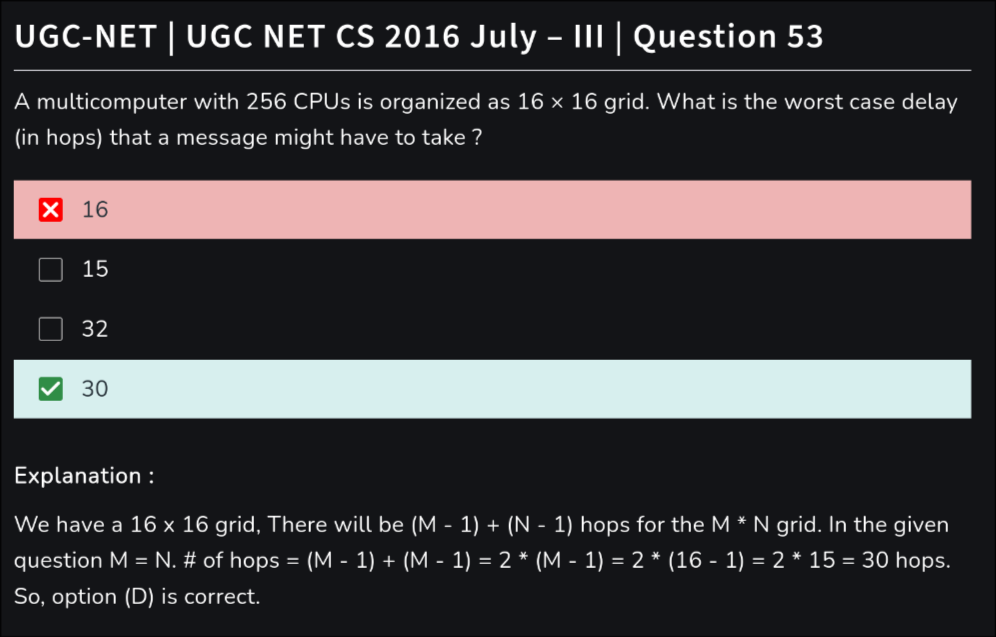 UGC-NET | UGC NET CS 2016 July – III | Question 53
A multicomputer with 256 CPUs is organized as 16 × 16 grid. What is the worst case delay
(in hops) that a message might have to take ?
16
15
32
30
Explanation :
We have a 16 x 16 grid, There will be (M - 1) + (N - 1) hops for the M * N grid. In the given
question M = N. # of hops = (M - 1) + (M - 1) = 2 * (M - 1) = 2 * (16 - 1) = 2 * 15 = 30 hops.
So, option (D) is correct.